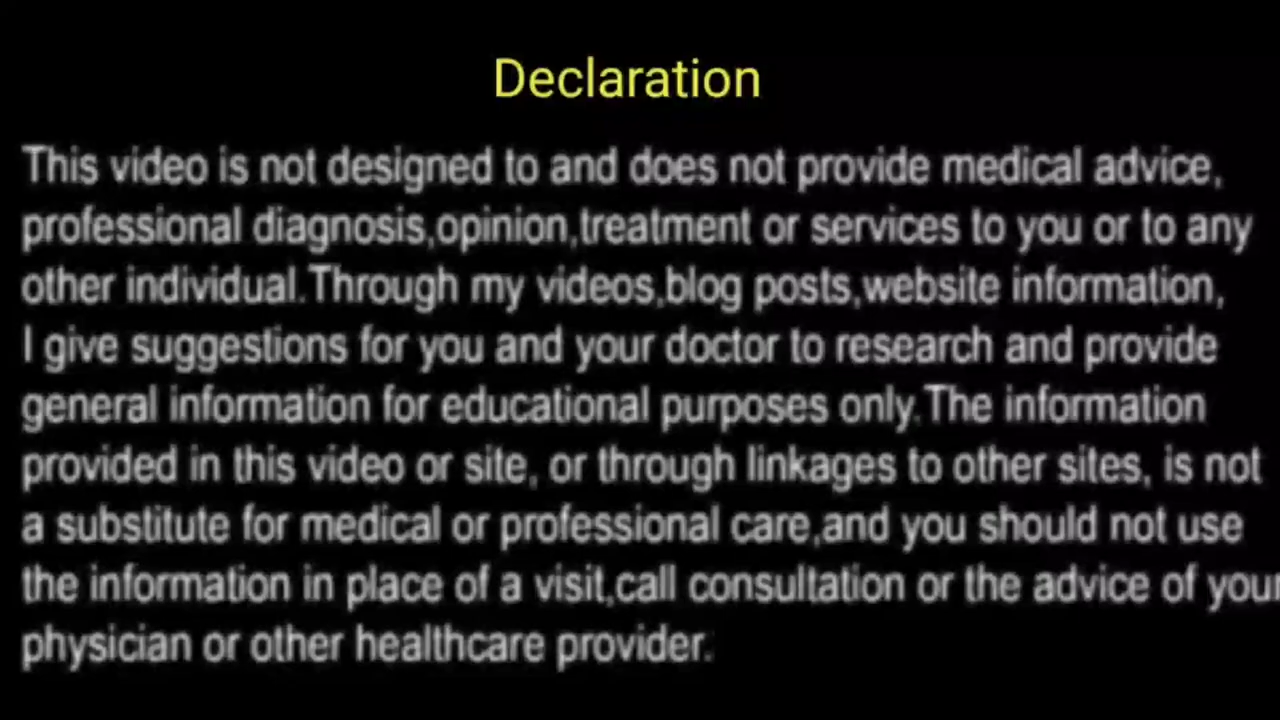 Declaration
This video is not designed to and does not provide medical advice,
professional diagnosis,opinion,treatment or services to you or to any
other individual.Through my videos,blog posts,website information,
I give suggestions for you and your doctor to research and provide
general information for educational purposes only.The information
provided in this video or site, or through linkages to other sites, is not
a substitute for medical or professional care,and you should not use
the information in place of a visit,call consultation or the advice of your
physician or other healthcare provider.